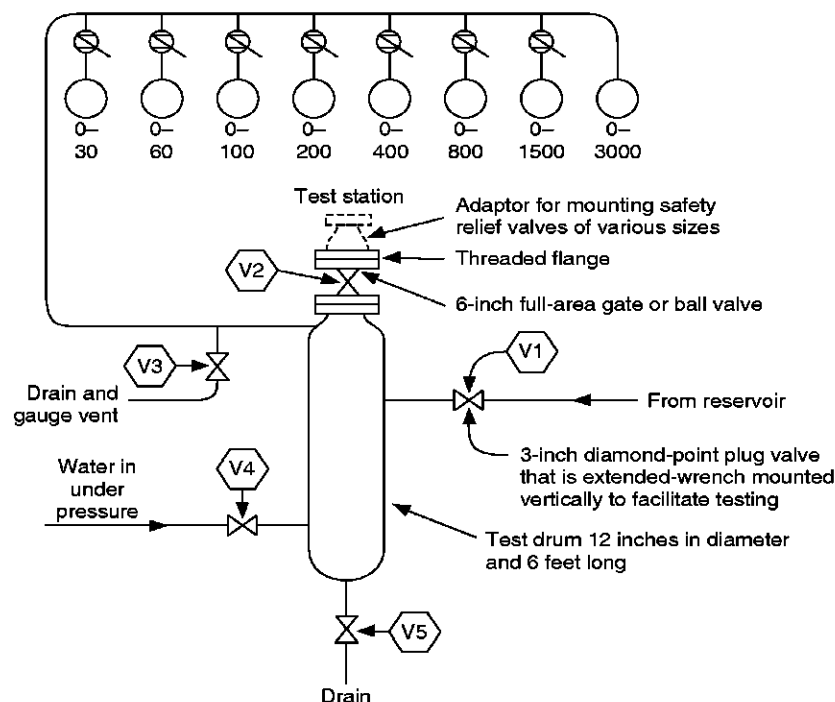 0–
30
0–
60
0–
100
0–
200
0–
400
0–
800
0–
1500
0–
3000
Test station
Adaptor for mounting safety
relief valves of various sizes
Threaded flange
V2
6-inch full-area gate or ball valve
V3
V1
Drain and
gauge vent
From reservoir
Water in
under
pressure
V4
3-inch diamond-point plug valve
that is extended-wrench mounted
vertically to facilitate testing
Test drum 12 inches in diameter
and 6 feet long
V5
Drain